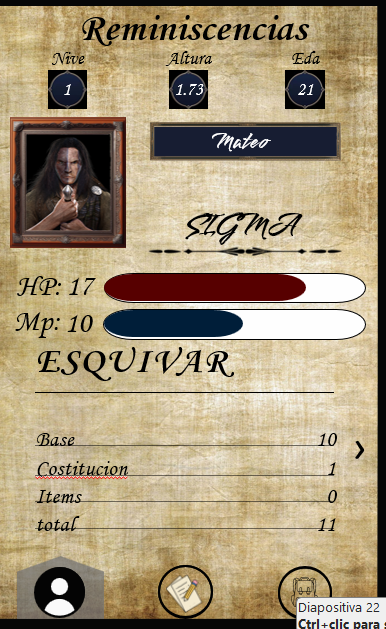 Reminiscencias
Nive Altura Eda
1 1.73 21
Mateo
SIGMA
HP: 17
Mp: 10
ESQUIVAR
Base 10
Costitucion 1
Items 0
total 11
Diapositiva 22
Ctrl+clic para